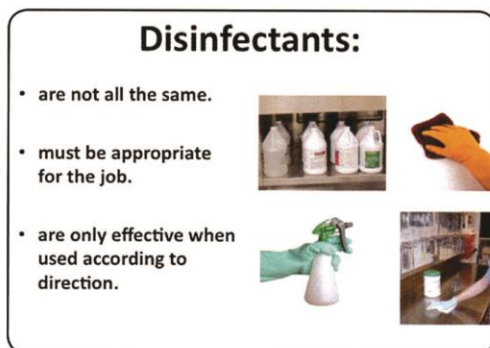 Disinfectants:
• are not all the same.
• must be appropriate
for the job.
• are only effective when
used according to
direction.